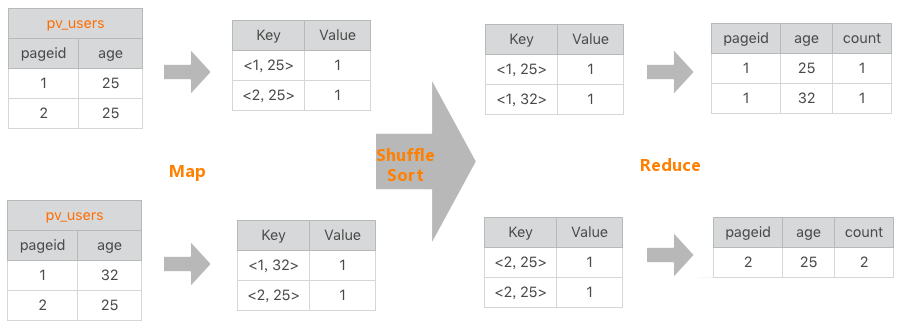 pv_users
pageid age
1 25
2 25
Key Value
<1, 25> 1
<2, 25> 1
Key Value
<1, 25> 1
<1, 32> 1
pageid age count
1 25 1
1 32 1
Map
Shuffle
Sort
Reduce
pv_users
pageid age
1 32
2 25
Key Value
<1, 32> 1
<2, 25> 1
Key Value
<2, 25> 1
<2, 25> 1
pageid age count
2 25 2